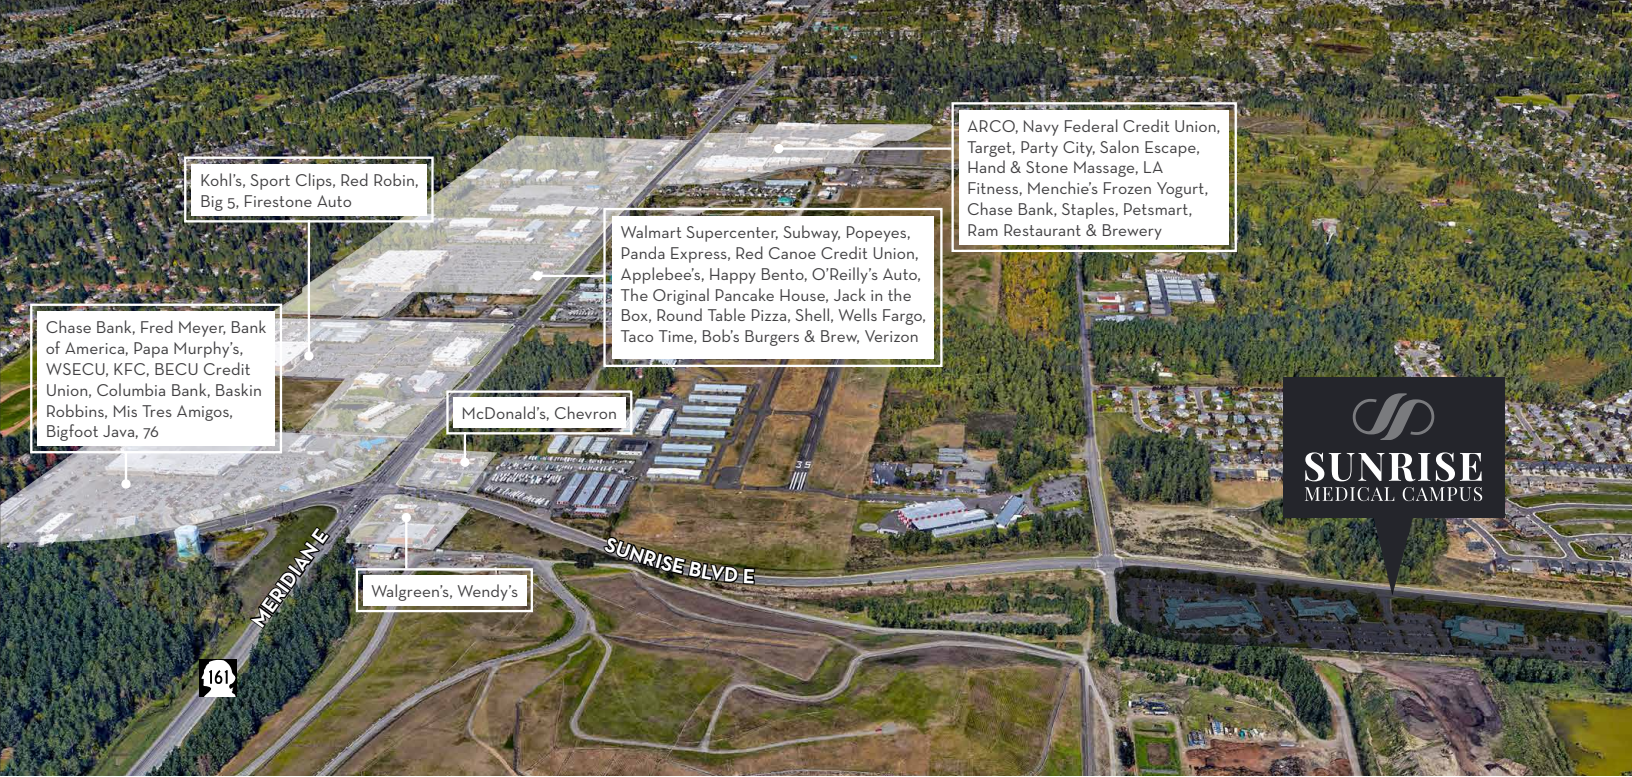 ARCO, Navy Federal Credit Union,
Target, Party City, Salon Escape,
Hand & Stone Massage, LA
Fitness, Menchie's Frozen Yogurt,
Chase Bank, Staples, Petsmart,
Ram Restaurant & Brewery
Kohl's, Sport Clips, Red Robin,
Big 5, Firestone Auto
Walmart Supercenter, Subway, Popeyes,
Panda Express, Red Canoe Credit Union,
Applebee's, Happy Bento, O'Reilly's Auto,
The Original Pancake House, Jack in the
Box, Round Table Pizza, Shell, Wells Fargo,
Taco Time, Bob's Burgers & Brew, Verizon
Chase Bank, Fred Meyer, Bank
of America, Papa Murphy's,
WSECU, KFC, BECU Credit
Union, Columbia Bank, Baskin
Robbins, Mis Tres Amigos,
Bigfoot Java, 76
McDonald's, Chevron
SUNRISE
MEDICAL CAMPUS
35
SUNRISE BLVD E
MERIDIAN E
Walgreen's, Wendy's
161